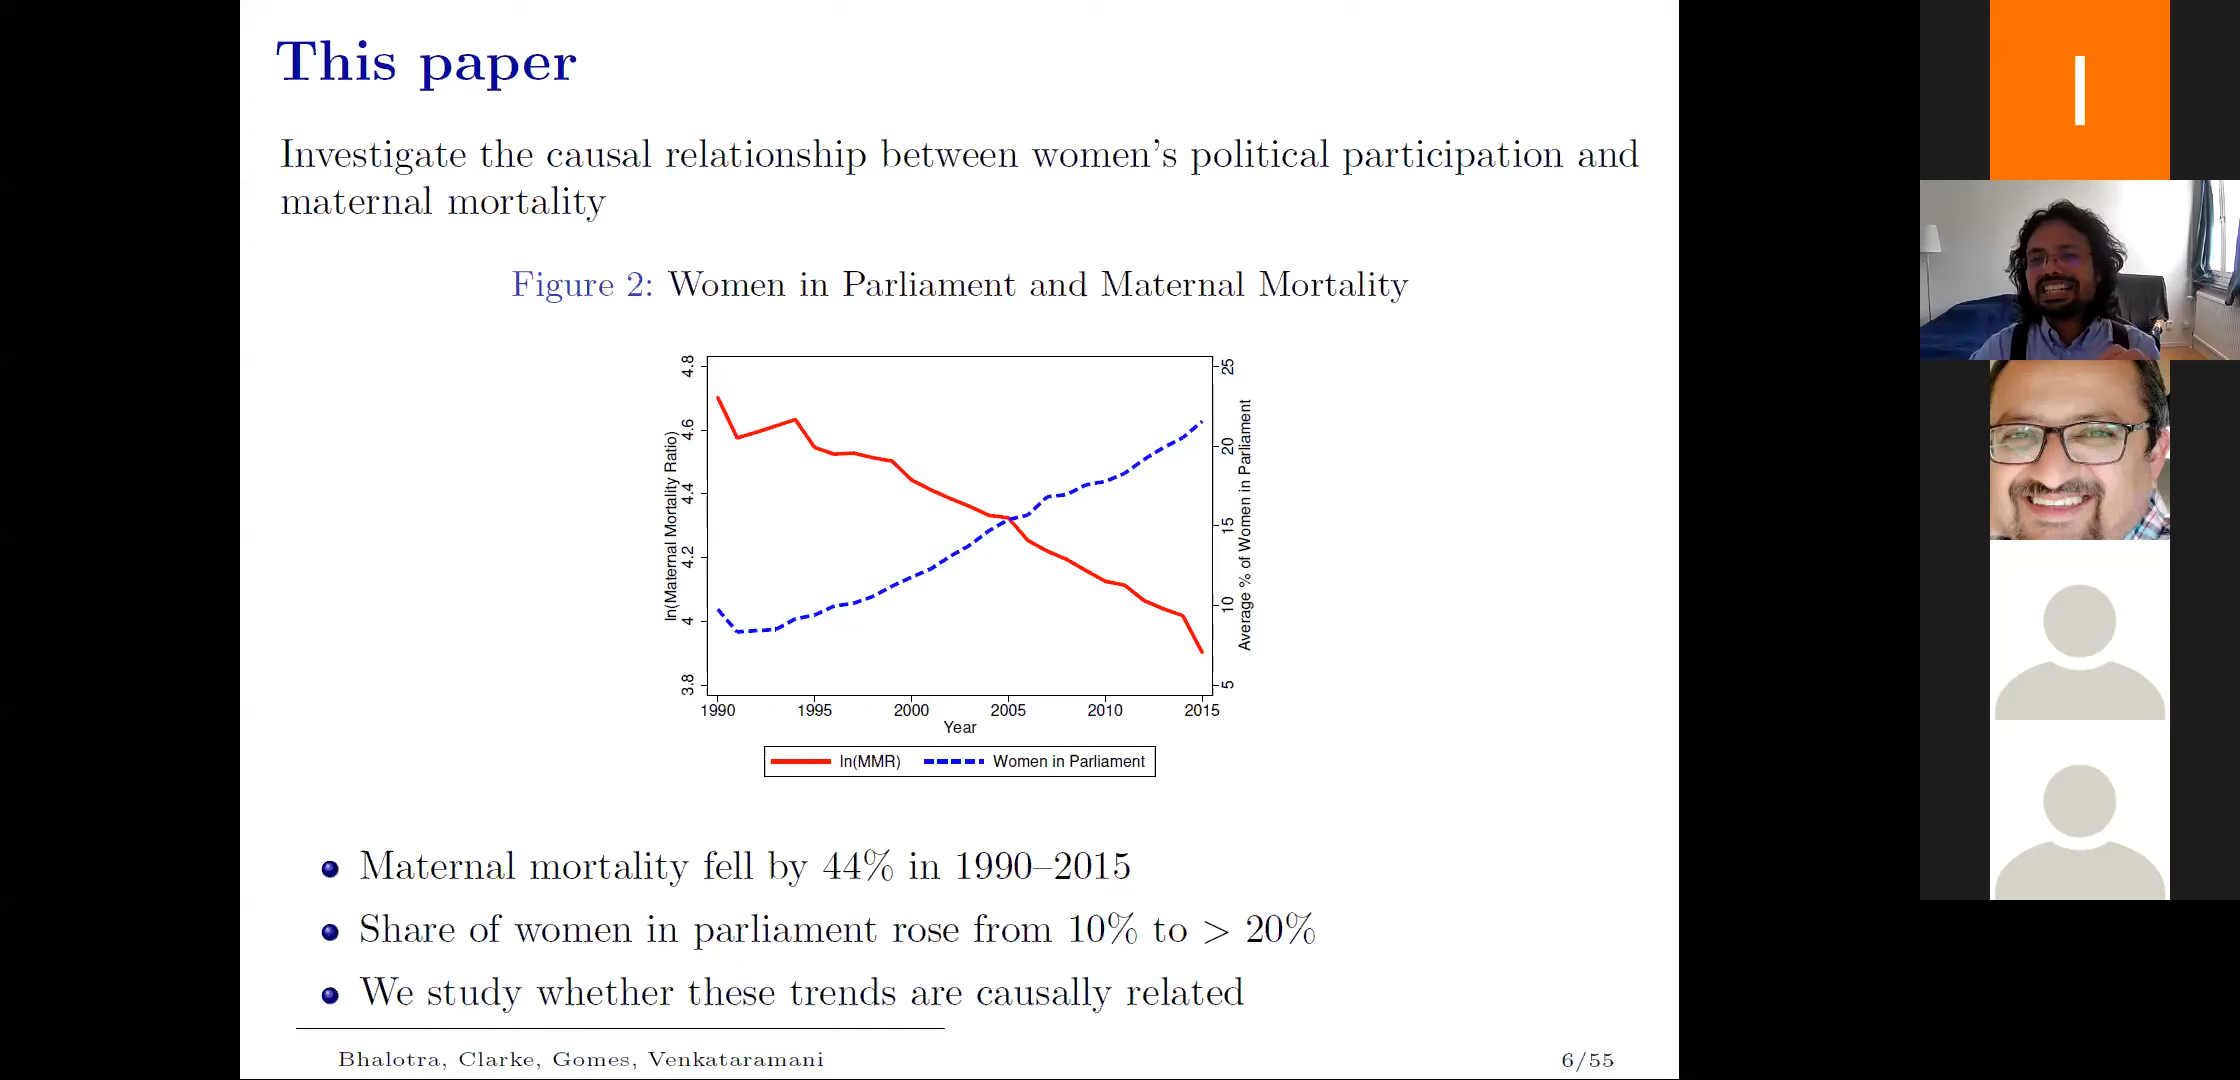 This paper
Investigate the causal relationship between women's political participation and
maternal mortality
Figure 2: Women in Parliament and Maternal Mortality
ln(Maternal Mortality Ratio)
3.8
4
4.2
4.4
4.6
4.8
Average % of Women in Parliament
5
10
15
20
25
1990 1995 2000 2005 2010 2015
Year
ln(MMR) Women in Parliament
Maternal mortality fell by 44% in 1990–2015
Share of women in parliament rose from 10% to > 20%
We study whether these trends are causally related
Bhalotra, Clarke, Gomes, Venkataramani
6/55
I